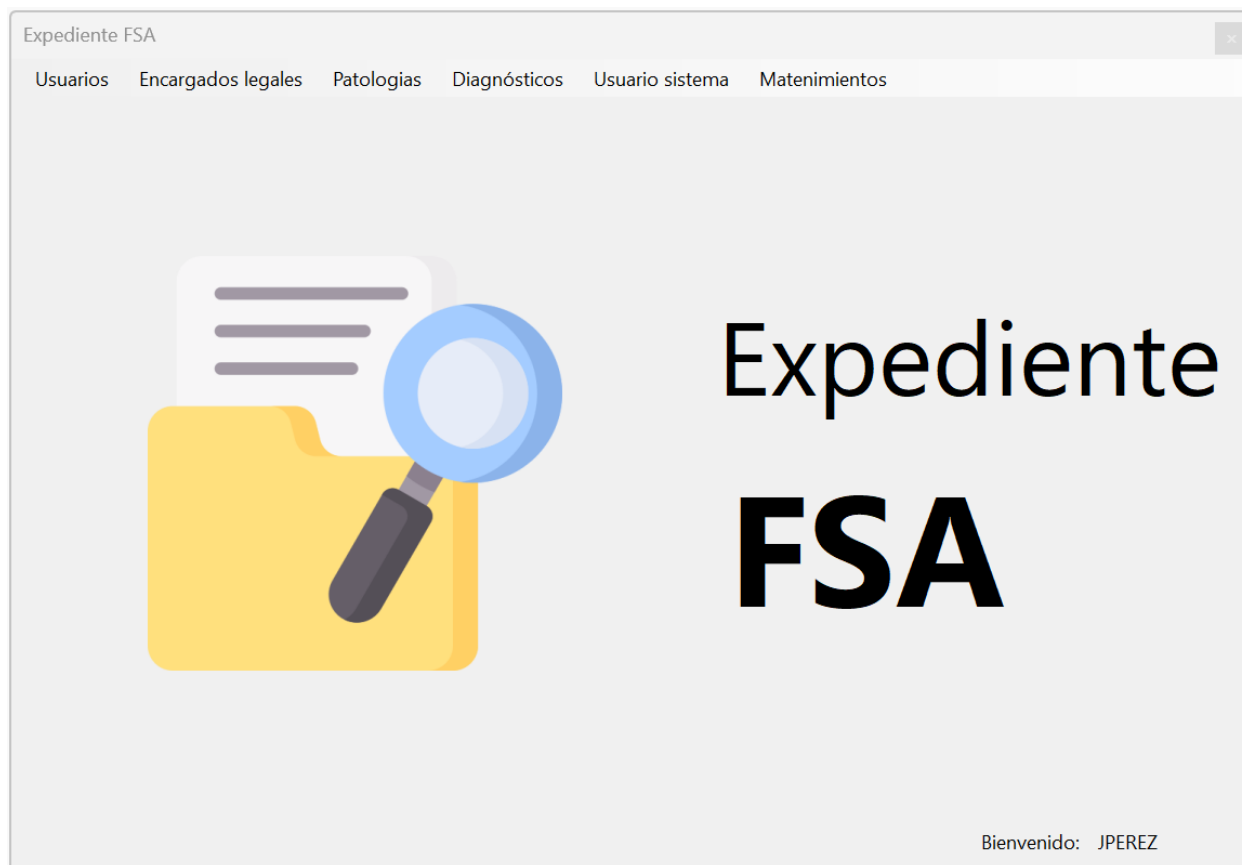 Expediente FSA
Usuarios Encargados legales Patologias Diagnósticos Usuario sistema Matenimientos
Expediente
FSA
Bienvenido: JPEREZ